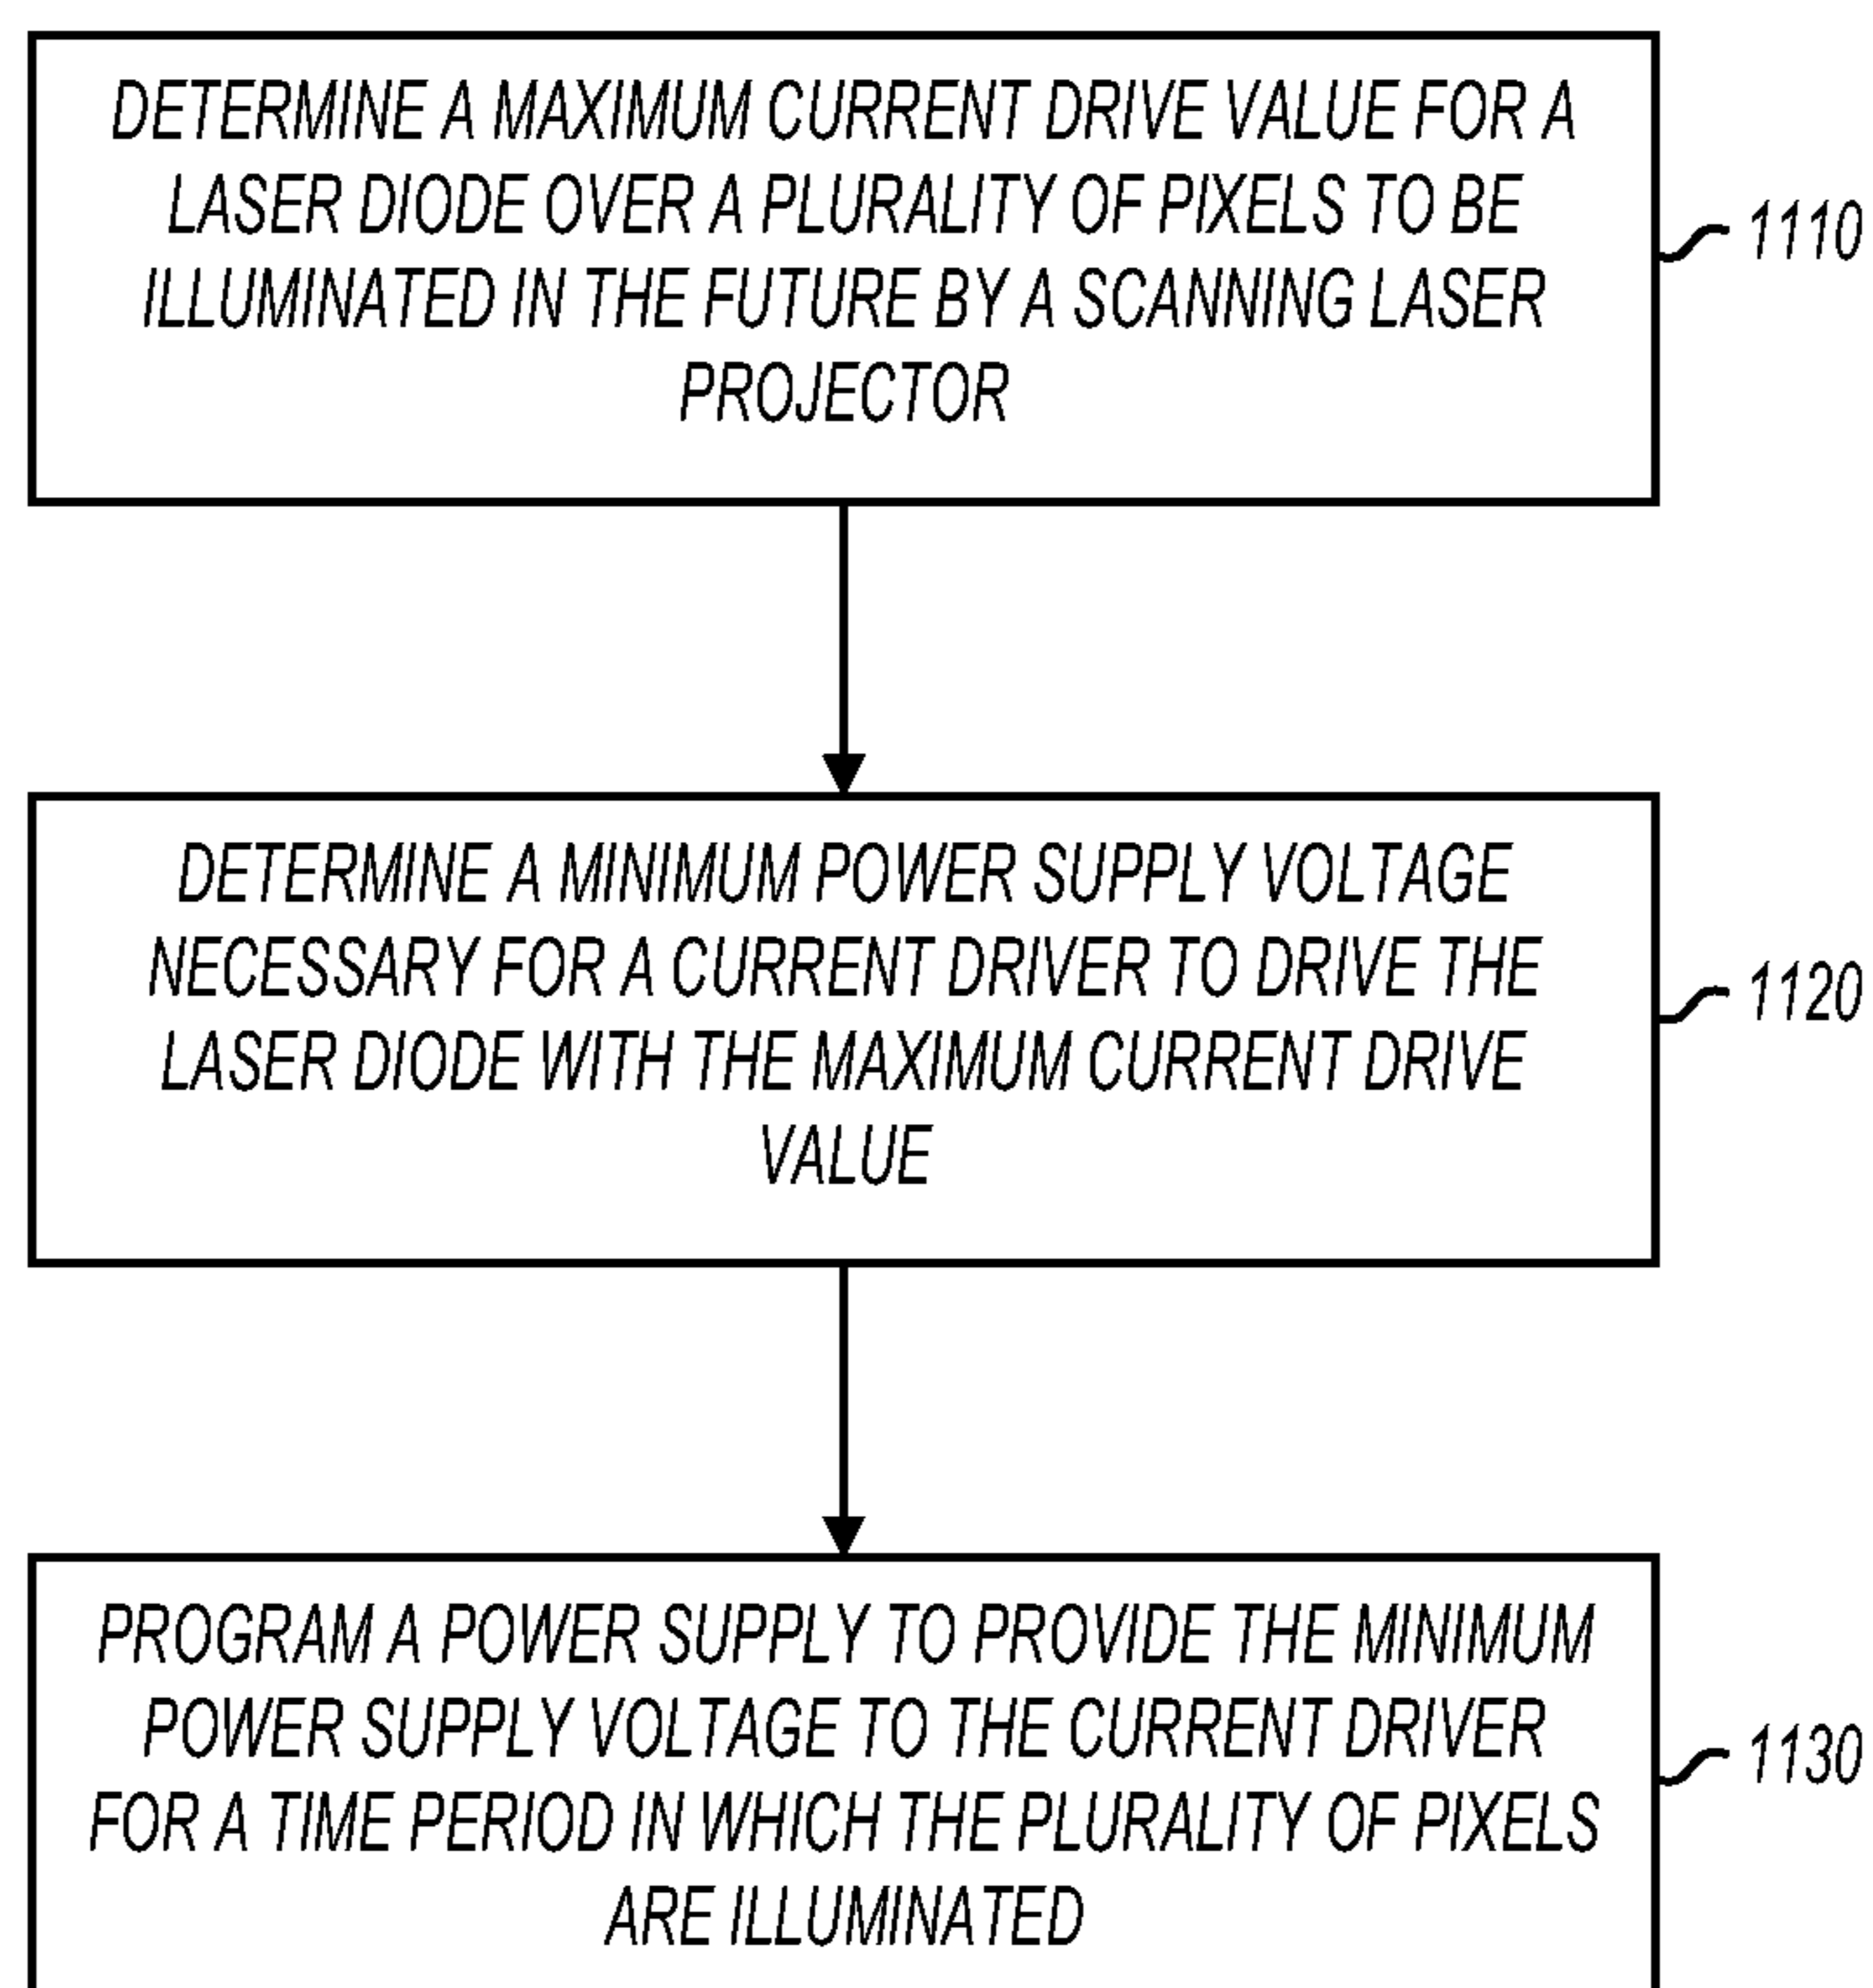 DETERMINE A MAXIMUM CURRENT DRIVE VALUE FOR A
LASER DIODE OVER A PLURALITY OF PIXELS TO BE
ILLUMINATED IN THE FUTURE BY A SCANNING LASER
PROJECTOR
1110
DETERMINE A MINIMUM POWER SUPPLY VOLTAGE
NECESSARY FOR A CURRENT DRIVER TO DRIVE THE
LASER DIODE WITH THE MAXIMUM CURRENT DRIVE
VALUE
1120
PROGRAM A POWER SUPPLY TO PROVIDE THE MINIMUM
POWER SUPPLY VOLTAGE TO THE CURRENT DRIVER
FOR A TIME PERIOD IN WHICH THE PLURALITY OF PIXELS
ARE ILLUMINATED
1130